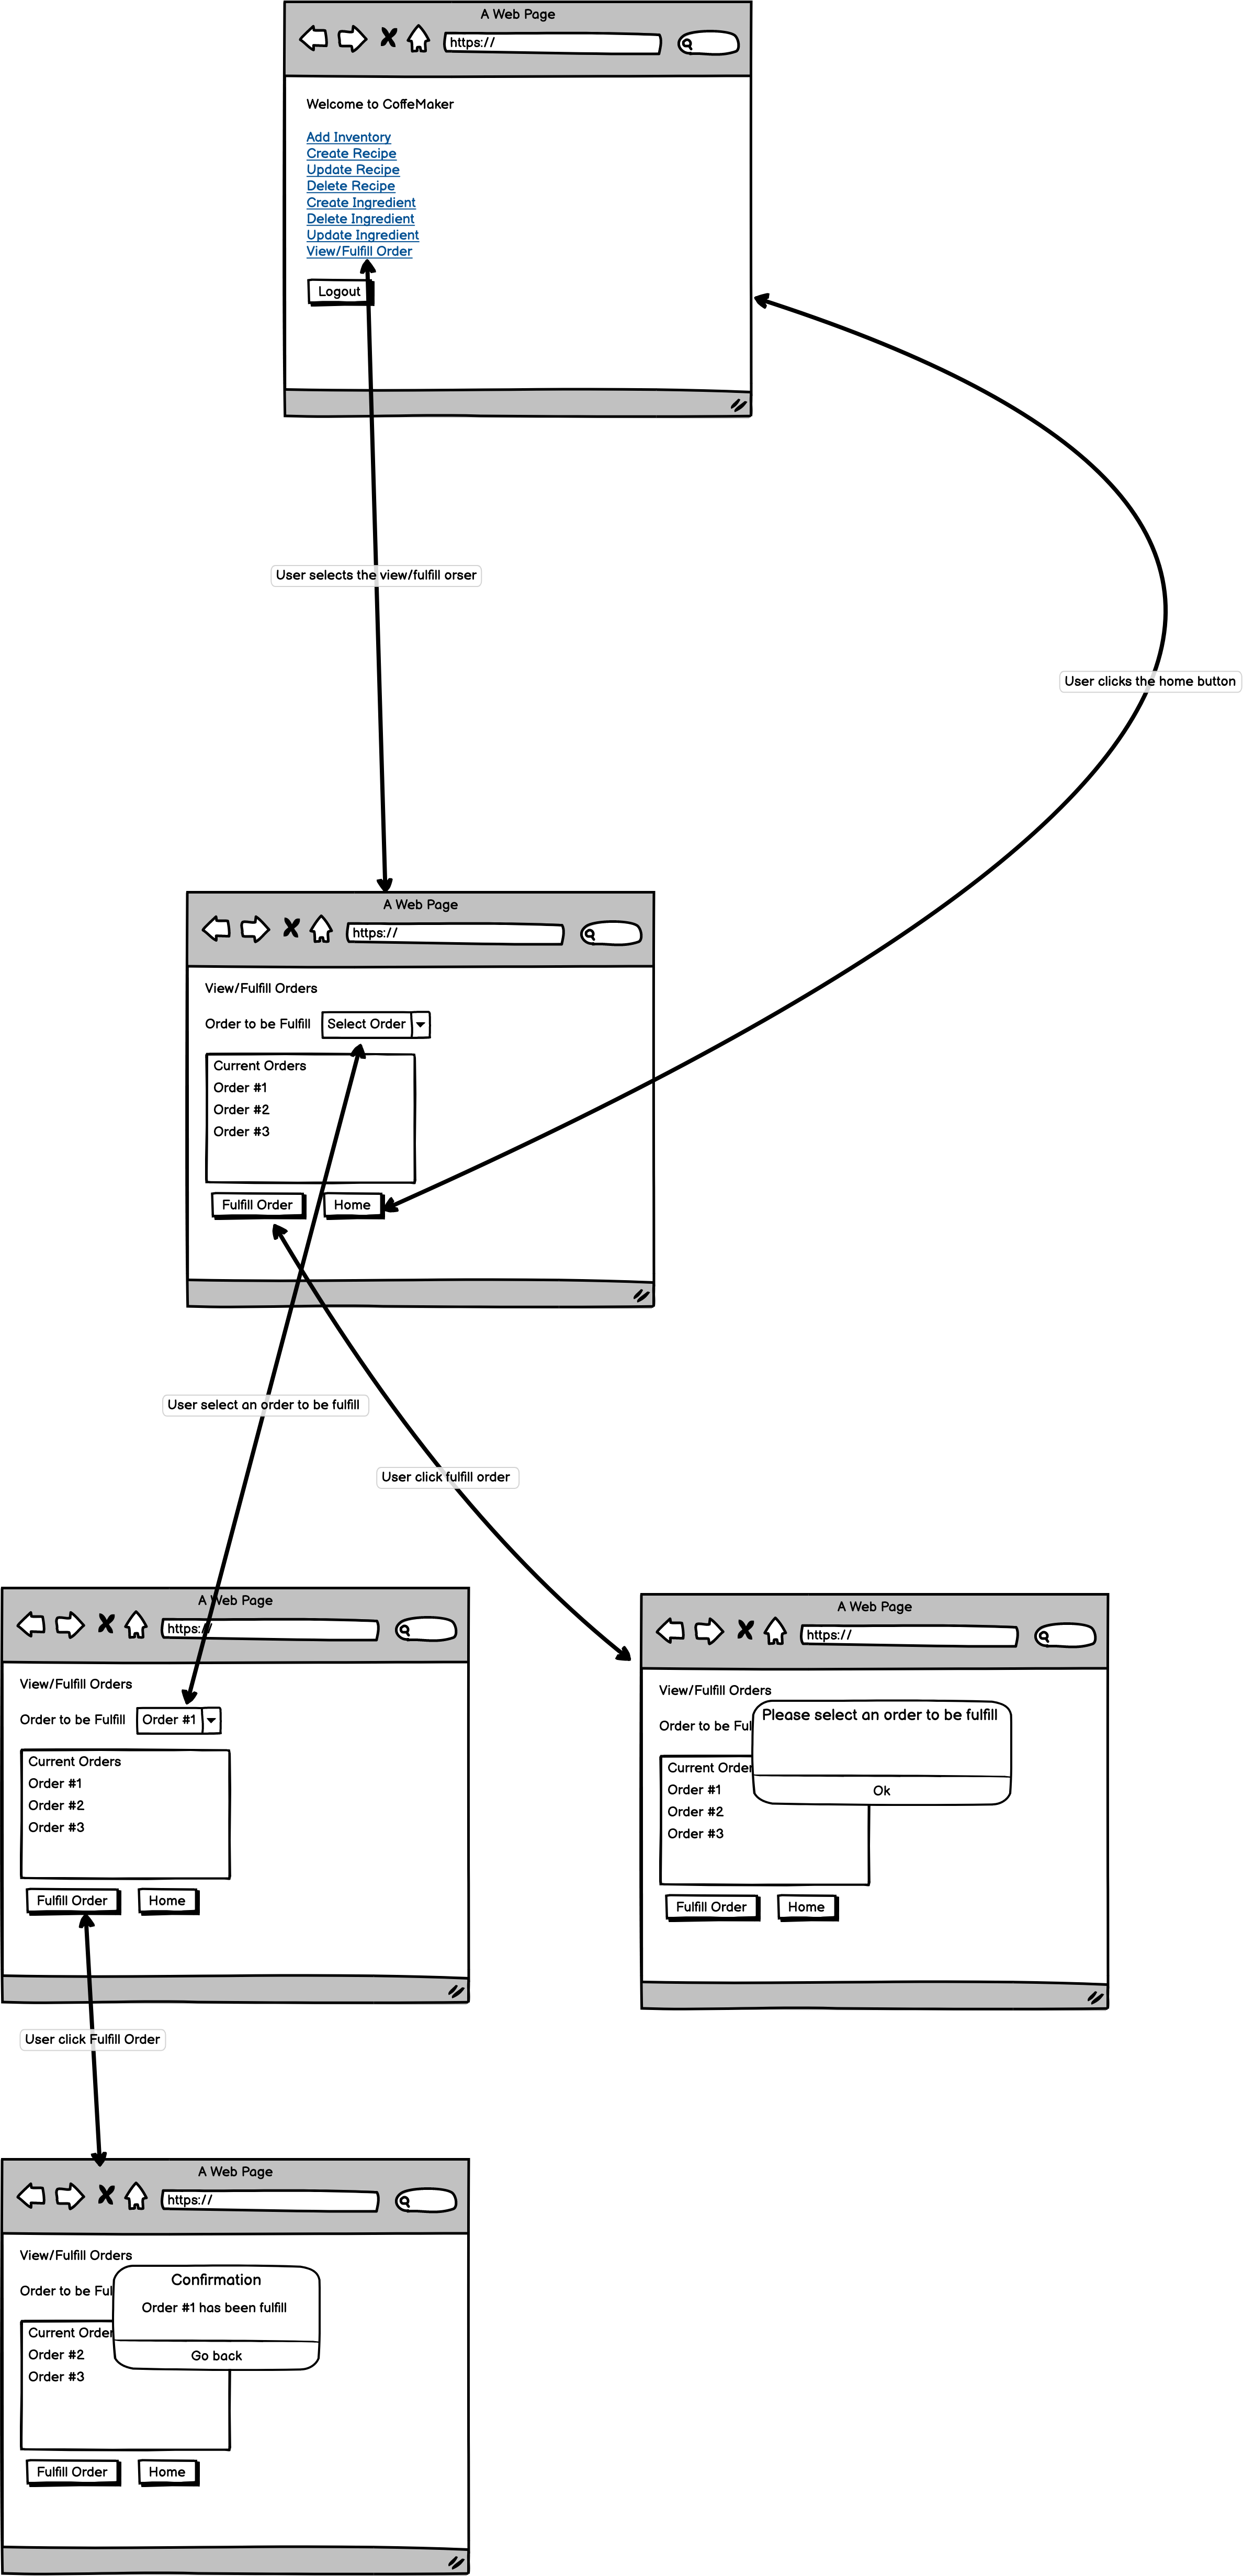 A Web Page
https://
Welcome to CoffeMaker
Add Inventory
Create Recipe
Update Recipe
Delete Recipe
Create Ingredient
Delete Ingredient
Update Ingredient
View/Fulfill Order
Logout
User selects the view/fulfill orser
User clicks the home button
A Web Page
https://
View/Fulfill Orders
Order to be Fulfill Select Order
Current Orders
Order #1
Order #2
Order #3
Fulfill Order Home
User select an order to be fulfill
User click fulfill order
A Web Page
https://
View/Fulfill Orders
Order to be Fulfill Order #1
Current Orders
Order #1
Order #2
Order #3
Fulfill Order Home
A Web Page
https://
View/Fulfill Orders
Please select an order to be fulfill
Order to be Ful
Current Order
Ok
Order #1
Order #2
Order #3
Fulfill Order Home
User click Fulfill Order
A Web Page
https://
View/Fulfill Orders
Confirmation
Order to be Ful
Order #1 has been fulfill
Current Order
Order #2
Go back
Order #3
Fulfill Order Home